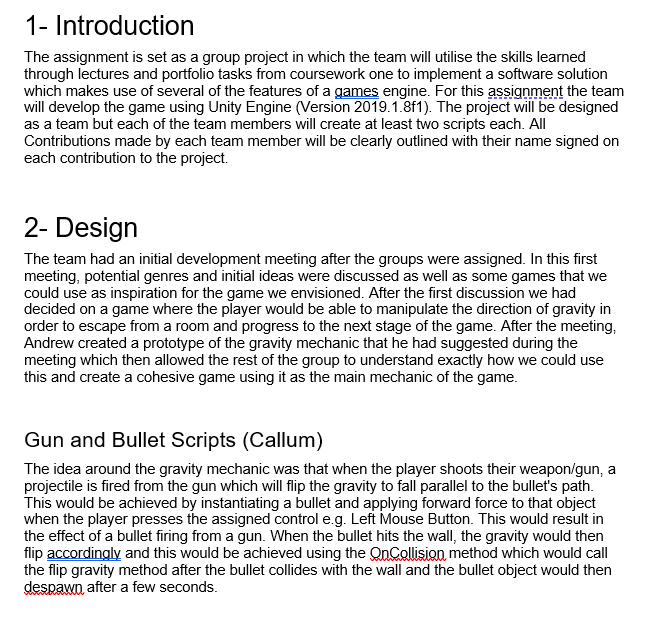 1- Introduction
The assignment is set as a group project in which the team will utilise the skills learned
through lectures and portfolio tasks from coursework one to implement a software solution
which makes use of several of the features of a games engine. For this assignment the team
will develop the game using Unity Engine (Version 2019.1.8f1). The project will be designed
as a team but each of the team members will create at least two scripts each. All
Contributions made by each team member will be clearly outlined with their name signed on
each contribution to the project.
2- Design
The team had an initial development meeting after the groups were assigned. In this first
meeting, potential genres and initial ideas were discussed as well as some games that we
could use as inspiration for the game we envisioned. After the first discussion we had
decided on a game where the player would be able to manipulate the direction of gravity in
order to escape from a room and progress to the next stage of the game. After the meeting,
Andrew created a prototype of the gravity mechanic that he had suggested during the
meeting which then allowed the rest of the group to understand exactly how we could use
this and create a cohesive game using it as the main mechanic of the game.
Gun and Bullet Scripts (Callum)
The idea around the gravity mechanic was that when the player shoots their weapon/gun, a
projectile is fired from the gun which will flip the gravity to fall parallel to the bullet's path.
This would be achieved by instantiating a bullet and applying forward force to that object
when the player presses the assigned control e.g. Left Mouse Button. This would result in
the effect of a bullet firing from a gun. When the bullet hits the wall, the gravity would then
flip accordingly and this would be achieved using the OnCollision method which would call
the flip gravity method after the bullet collides with the wall and the bullet object would then
despawn after a few seconds.